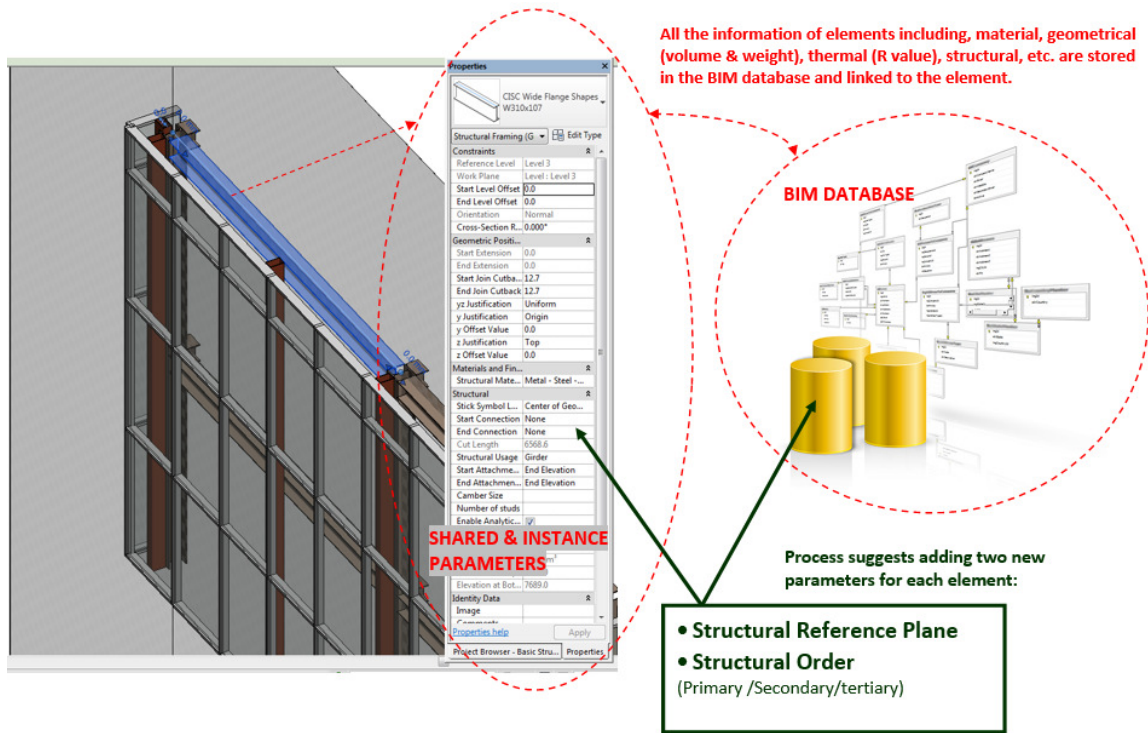 All the information of elements including, material, geometrical
(volume & weight), thermal (R value), structural, etc. are stored
in the BIM database and linked to the element.
Properties
CISC Wide Flange Shapes
W310x107
Structural Framing (G
Edit Type
Constraints
Reference Level Level 3
Work Plane Level : Level 3
Start Level Offset 0.0
End Level Offset 0.0
Orientation Normal
Cross-Section R... 0.000°
Geometric Positi...
Start Extension 0.0
End Extension 0.0
Start Join Cutba... 12.7
End Join Cutback 12.7
yz Justification Uniform
y Justification Origin
y Offset Value 0.0
z Justification Top
z Offset Value 0.0
Materials and Fin...
Structural Mate... Metal - Steel -...
Structural
Stick Symbol L... Center of Geo...
Start Connection None
End Connection None
Cut Length 6568.6
Structural Usage Girder
Start Attachme... End Elevation
End Attachmen... End Elevation
Camber Size
Number of studs
Enable Analytic...
SHARED & INSTANCE
PARAMETERS
Elevation at Bot... 7689.0
Identity Data
Image
Comments
Properties help
Apply
Project Browser - Basic Stru...
Properties
BIM DATABASE
Process suggests adding two new
parameters for each element:
• Structural Reference Plane
• Structural Order
(Primary /Secondary/tertiary)